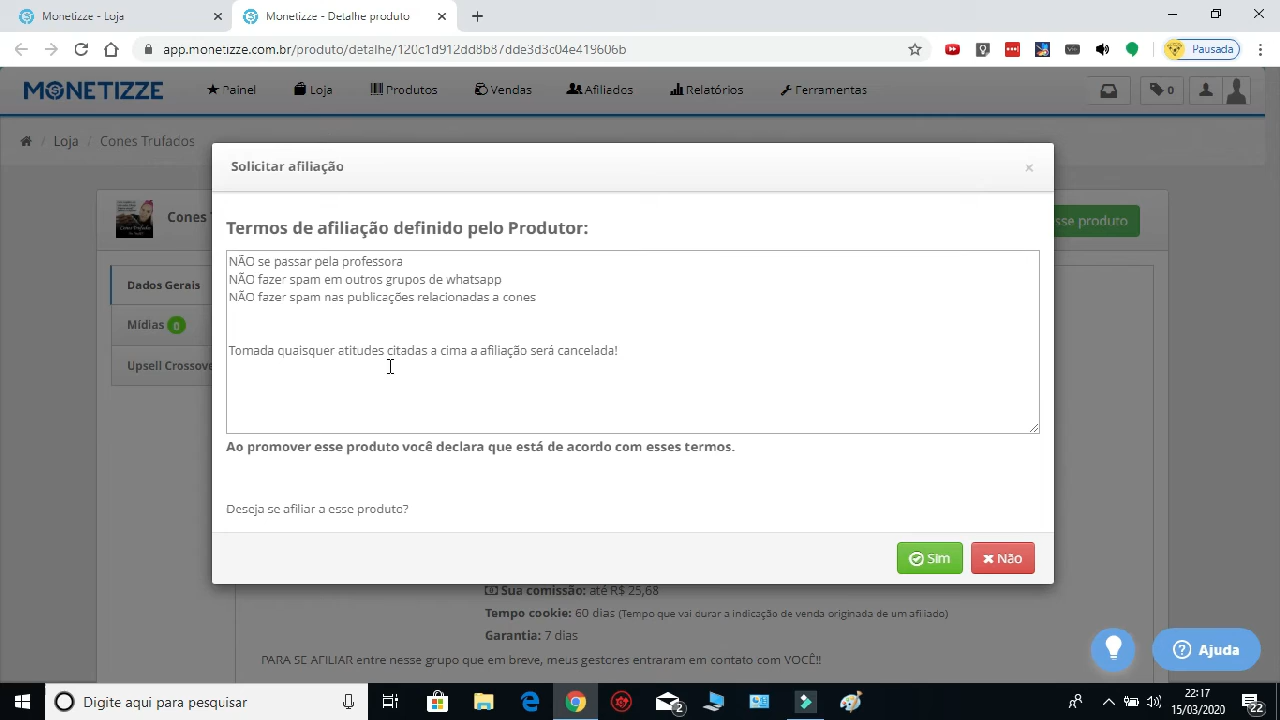 Monetizze - Loja
Monetizze - Detalhe produto
app.monetizze.com.br/produto/detalhe/120c1d912dd8b87dde3d3c04e419606b
Pausada
MONETIZZE
Painel
Loja
Produtos
Vendas
Afiliados
Relatórios
Ferramentas
0
/ Loja / Cones Trufados
Solicitar afiliação
×
Cones
esse produto
Termos de afiliação definido pelo Produtor:
NÃO se passar pela professora
NÃO fazer spam em outros grupos de whatsapp
NÃO fazer spam nas publicações relacionadas a cones
Tomada quaisquer atitudes citadas a cima a afiliação será cancelada!
Dados Gerais
Mídias 0
Upsell Crossove
Ao promover esse produto você declara que está de acordo com esses termos.
Deseja se afiliar a esse produto?
Sim
Não
Sua comissão: até R$ 25,68
Tempo cookie: 60 dias (Tempo que vai durar a indicação de venda originada de um afiliado)
Garantia: 7 dias
PARA SE AFILIAR entre nesse grupo que em breve, meus gestores entraram em contato com VOCÊ!!
Ajuda
Digite aqui para pesquisar
2
22:17
15/03/2020
22